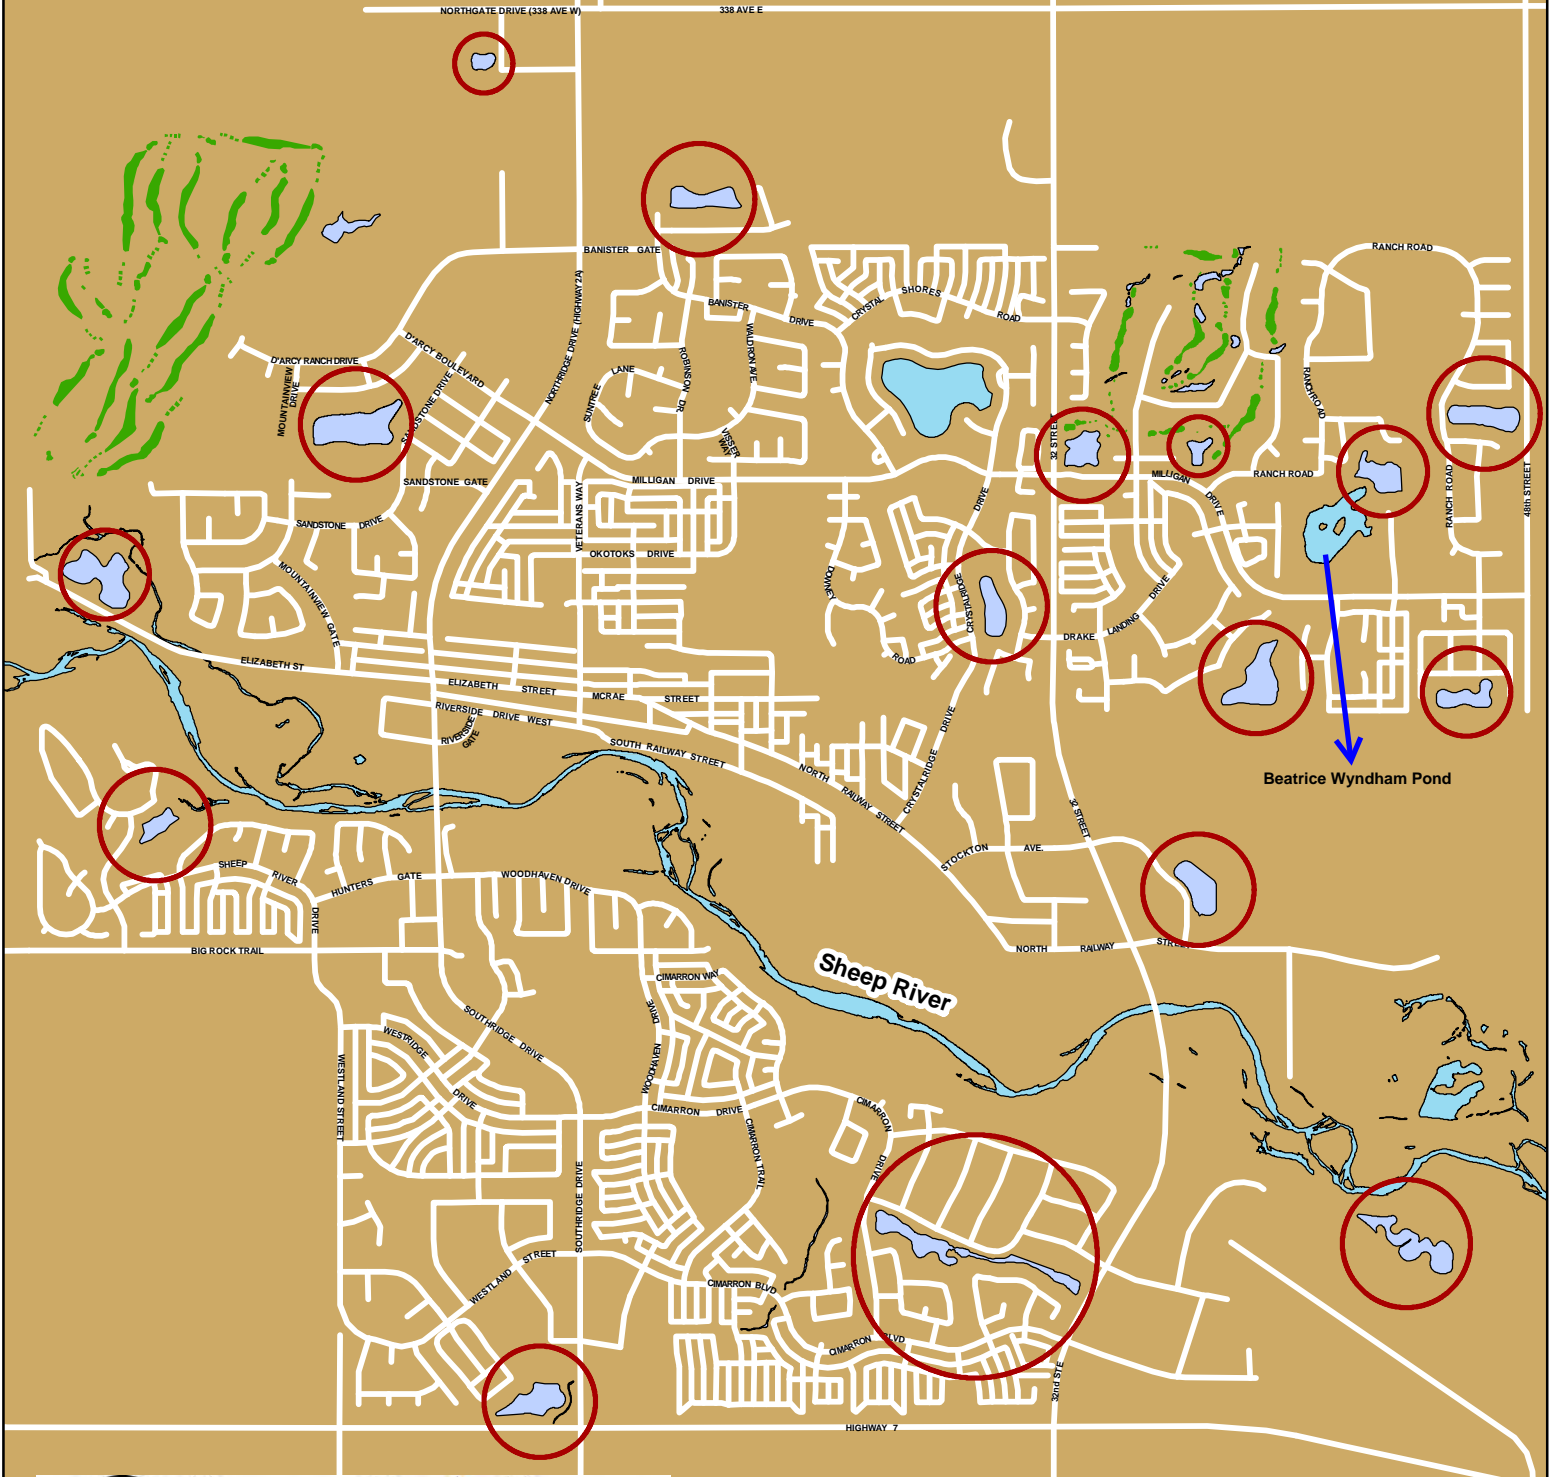 NORTHGATE DRIVE (338 AVE W)
338 AVE E
BANISTER GATE
RANCH ROAD
NORTHRIDGE DRIVE (HIGHWAY 2A)
BANISTER DRIVE
CRYSTAL SHORES ROAD
WALDRON AVE.
D'ARCY BOULEVARD
D'ARCY RANCH DRIVE
MOUNTAINVIEW DRIVE
SANDSTONE DRIVE
SUNTREE LANE
ROBINSON DR.
VISSER WAY
RANCH ROAD
32 STREET
SANDSTONE GATE
MILLIGAN DRIVE
MILLIGAN DRIVE
RANCH ROAD
RANCH ROAD
48th STREET
SANDSTONE DRIVE
VETERANS WAY
OKOTOKS DRIVE
DRIVE
MOUNTAINVIEW GATE
DOWNEY ROAD
CRYSTALRIDGE
DRAKE LANDING DRIVE
ELIZABETH ST
ELIZABETH STREET
MCRAE STREET
RIVERSIDE DRIVE WEST
RIVERSIDE GATE
SOUTH RAILWAY STREET
NORTH RAILWAY STREET
CRYSTALRIDGE DRIVE
Beatrice Wyndham Pond
32 STREET
STOCKTON AVE.
SHEEP RIVER DRIVE
HUNTERS GATE
WOODHAVEN DRIVE
BIG ROCK TRAIL
NORTH RAILWAY STREET
Sheep River
CIMARRON WAY
WOODHAVEN DRIVE
SOUTHRIDGE DRIVE
WESTRIDGE DRIVE
WESTLAND STREET
CIMARRON DRIVE
CIMARRON DRIVE
CIMARRON TRAIL
SOUTHRIDGE DRIVE
WESTLAND STREET
CIMARRON BLVD
CIMARRON BLVD
32nd STE
HIGHWAY 7